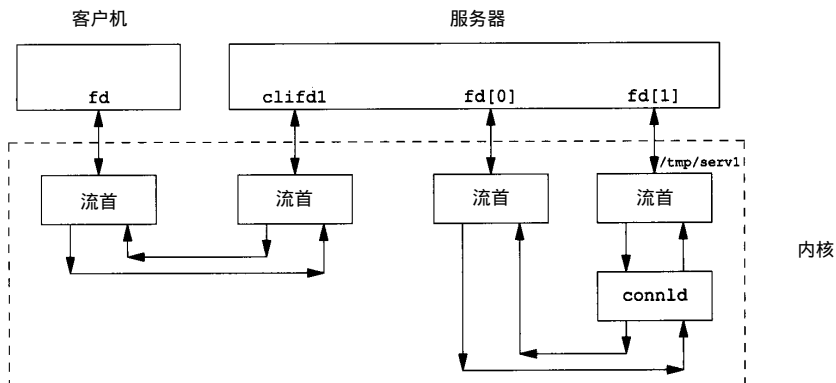 客户机 服务器
fd clifd1 fd[0] fd[1]
/tmp/serv1
流首 流首 流首 流首
内核
connld